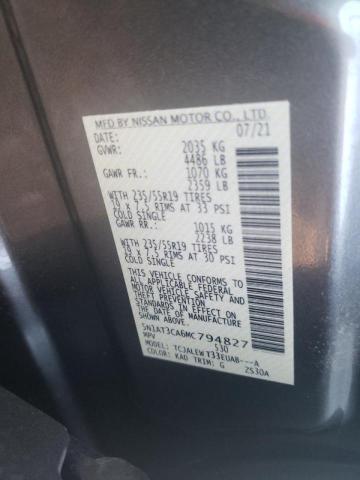 MFD BY NISSAN MOTOR CO., LTD.
DATE: 07/21
GVWR: 2035 KG
4486 LB
GAWR FR.: 1070 KG
2359 LB
WITH 235/55R19 TIRES
19 X 7.5 RIMS AT 33 PSI
COLD SINGLE
GAWR RR.: 1015 KG
2238 LB
WITH 235/55R19 TIRES
19 X 7.5 RIMS AT 30 PSI
COLD SINGLE
THIS VEHICLE CONFORMS TO ALL
APPLICABLE FEDERAL
MOTOR VEHICLE SAFETY, BUMPER
AND THEFT PREVENTION STANDARDS
IN EFFECT ON THE DATE OF
MANUFACTURE SHOWN ABOVE.
5N1AT3CA6MC794827
MPV 530
MODEL: TCJALEWT33EUAB---A
COLOR: KAD TRIM: G ZS30A